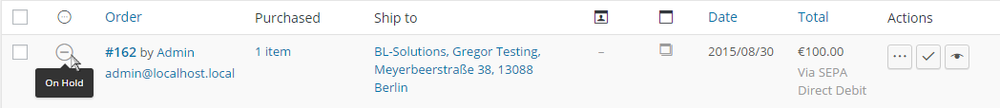 Order Purchased Ship to Date Total Actions
#162 by Admin 1 item BL-Solutions, Gregor Testing, – 2015/08/30 €100.00
admin@localhost.local Meyerbeerstraße 38, 13088 Via SEPA
On Hold Berlin Direct Debit